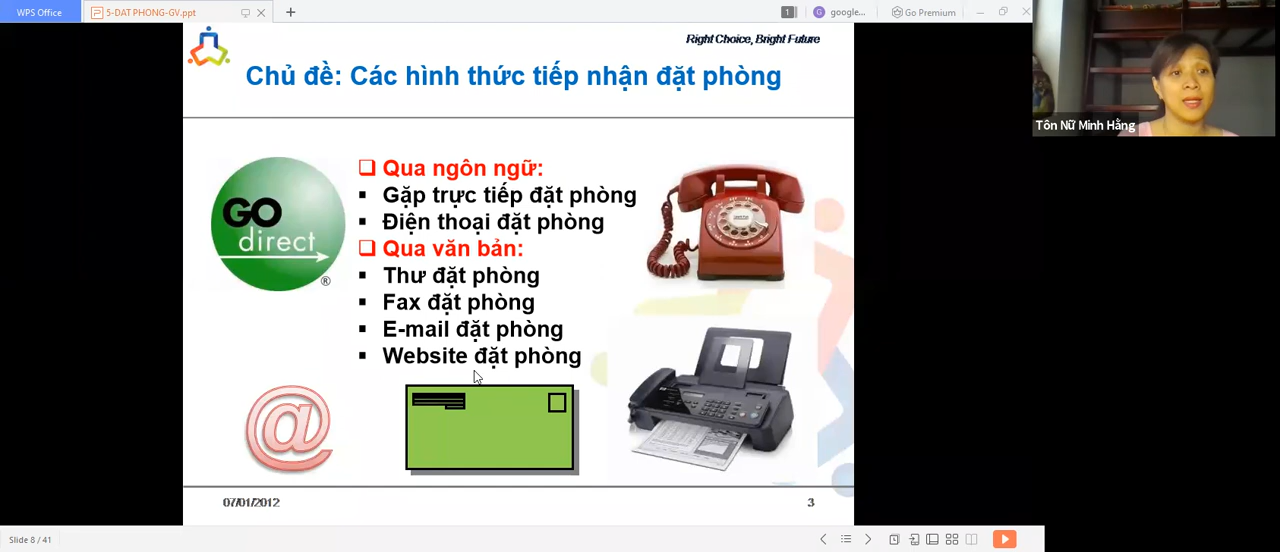 WPS Office
5-DAT PHONG-GV.ppt
1
G
google...
Go Premium
Right Choice, Bright Future
Chủ đề: Các hình thức tiếp nhận đặt phòng
Tôn Nữ Minh Hằng
GO
direct
®
Qua ngôn ngữ:
Gặp trực tiếp đặt phòng
Điện thoại đặt phòng
Qua văn bản:
Thư đặt phòng
Fax đặt phòng
E-mail đặt phòng
Website đặt phòng
@
07/01/2012
3
Slide 8 / 41